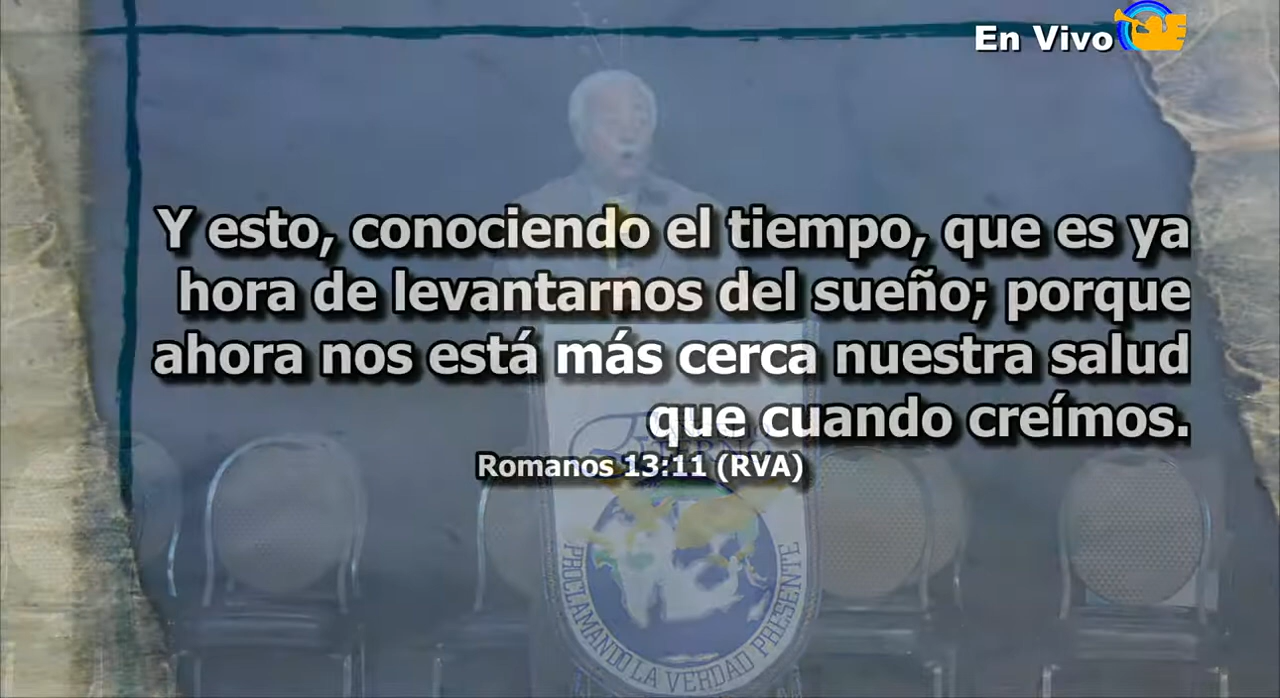 En Vivo
Y esto, conociendo el tiempo, que es ya
hora de levantarnos del sueño; porque
ahora nos está más cerca nuestra salud
que cuando creímos.
Romanos 13:11 (RVA)
PROCLAMANDO LA VERDAD PRESENTE